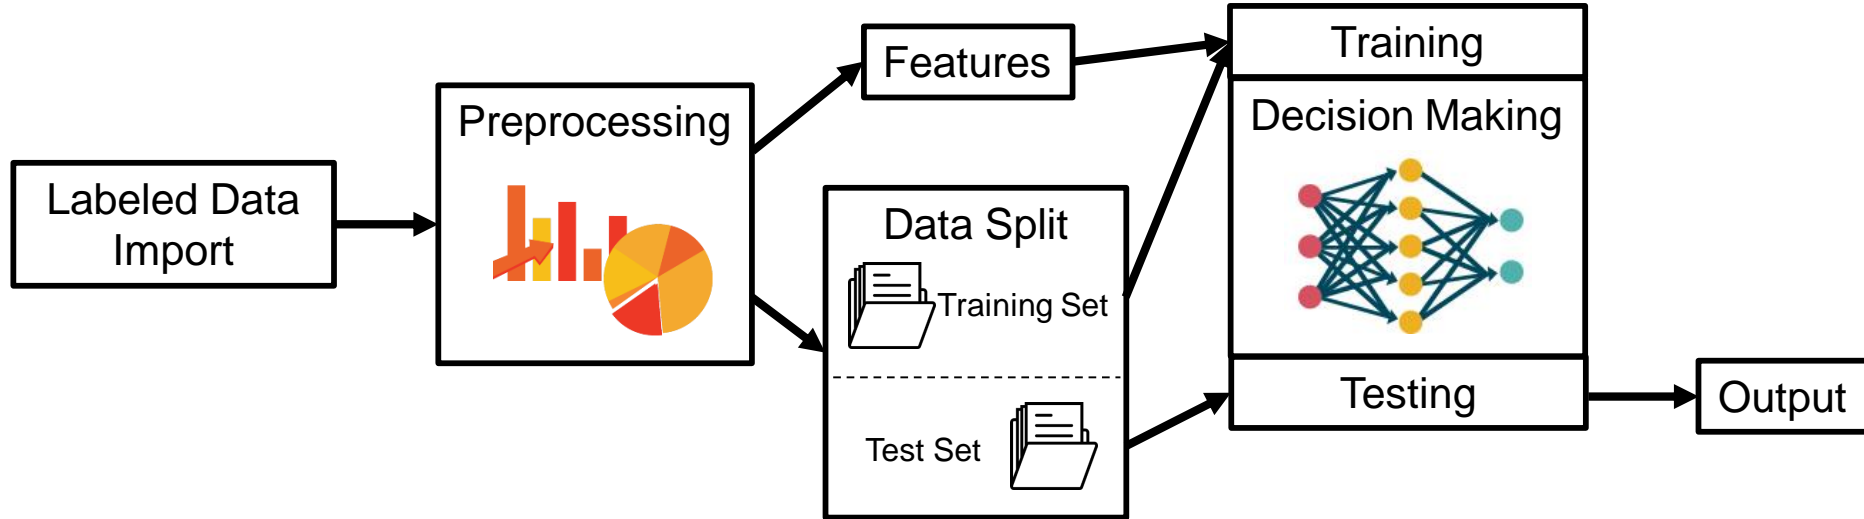 Labeled Data
Import
Preprocessing
Features
Data Split
Training Set
Test Set
Training
Decision Making
Testing
Output